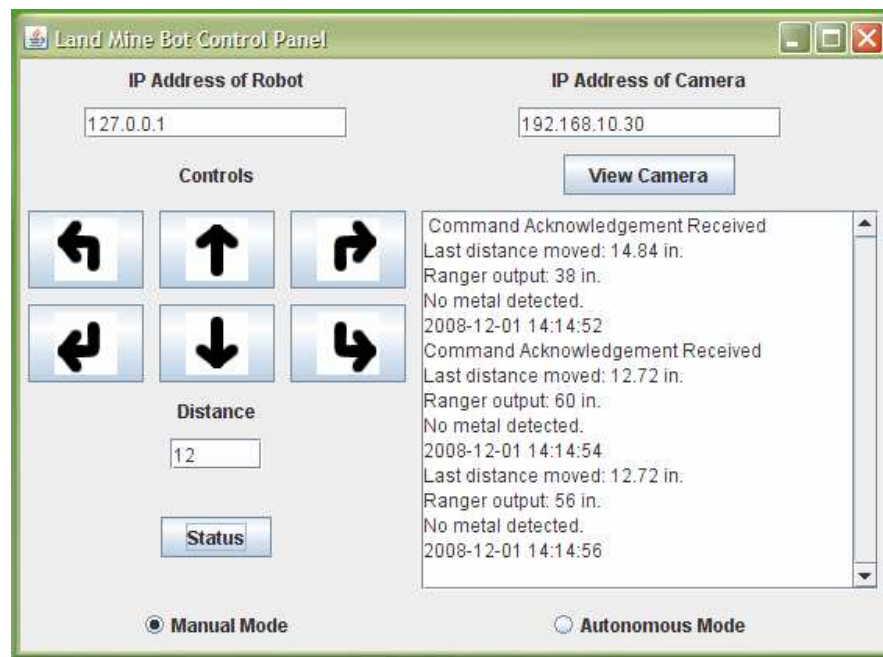 Land Mine Bot Control Panel
IP Address of Robot
127.0.0.1
IP Address of Camera
192.168.10.30
Controls
View Camera
Command Acknowledgement Received
Last distance moved: 14.84 in.
Ranger output: 38 in.
No metal detected.
2008-12-01 14:14:52
Command Acknowledgement Received
Last distance moved: 12.72 in.
Ranger output: 60 in.
No metal detected.
2008-12-01 14:14:54
Last distance moved: 12.72 in.
Ranger output: 56 in.
No metal detected.
2008-12-01 14:14:56
Distance
12
Status
Manual Mode
Autonomous Mode